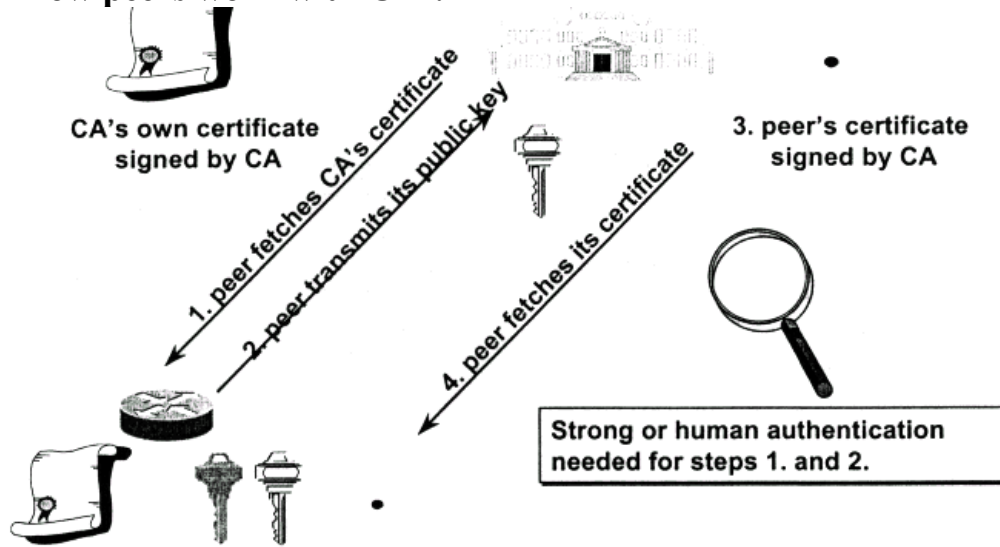 CA's own certificate
signed by CA
1. peer fetches CA's certificate
2. peer transmits its public key
3. peer's certificate
signed by CA
4. peer fetches its certificate
Strong or human authentication
needed for steps 1. and 2.